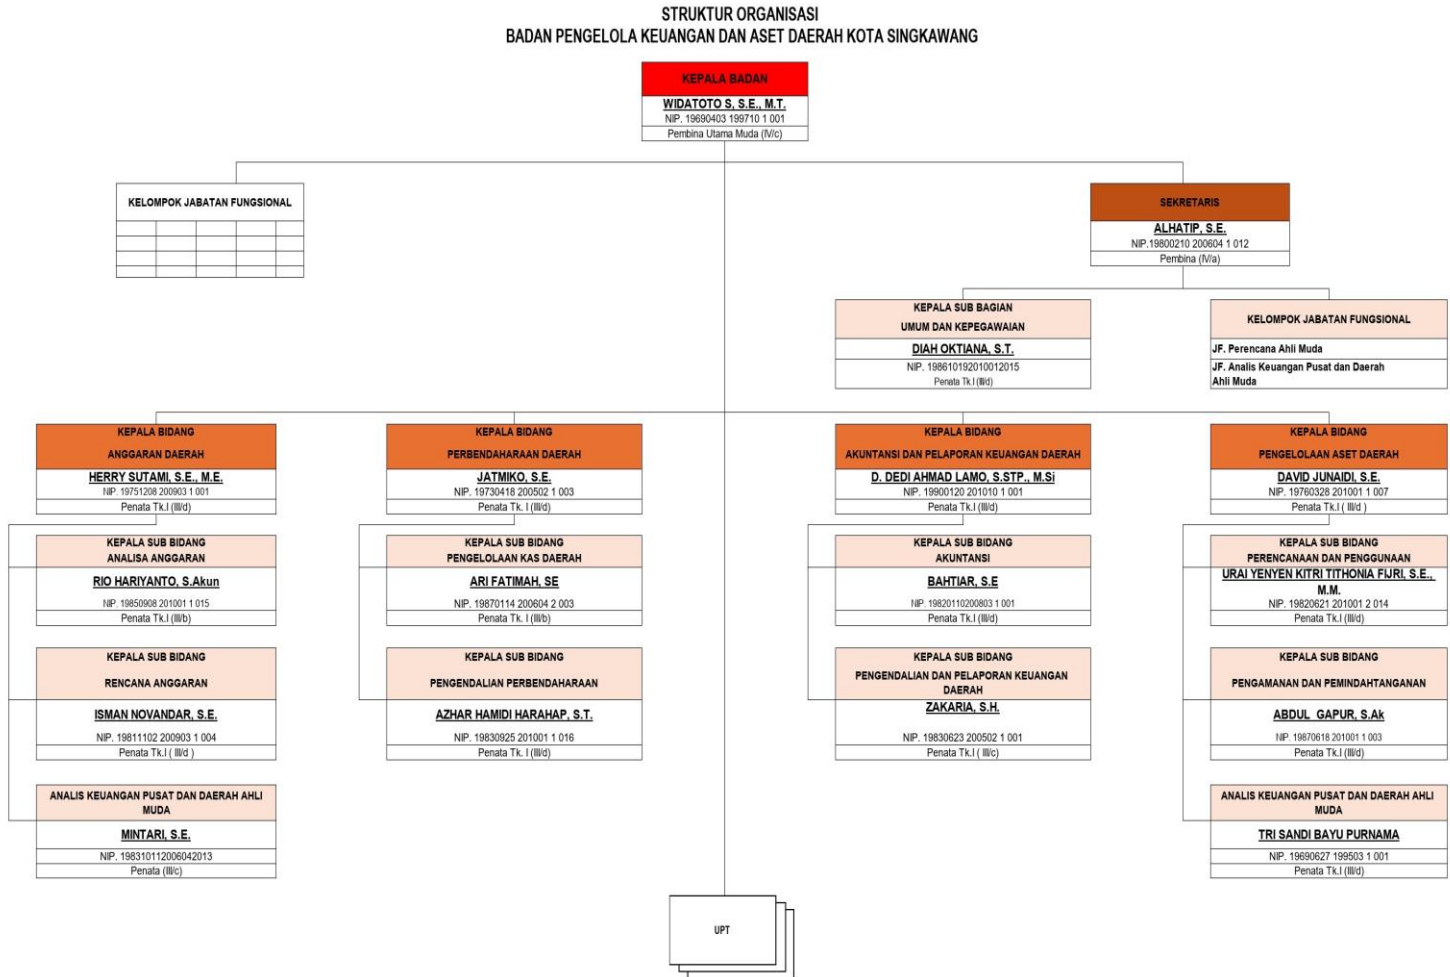 STRUKTUR ORGANISASI
BADAN PENGELOLA KEUANGAN DAN ASET DAERAH KOTA SINGKAWANG
KEPALA BADAN
WIDATOTO S, S.E., M.T.
NIP. 19690403 199710 1 001
Pembina Utama Muda (IV/c)
KELOMPOK JABATAN FUNGSIONAL
SEKRETARIS
ALHATIP, S.E.
NIP.19800210 200604 1 012
Pembina (IV/a)
KEPALA SUB BAGIAN
UMUM DAN KEPEGAWAIAN
DIAH OKTIANA, S.T.
NIP. 198610192010012015
Penata Tk.I (III/d)
KELOMPOK JABATAN FUNGSIONAL
JF. Perencana Ahli Muda
JF. Analis Keuangan Pusat dan Daerah
Ahli Muda
KEPALA BIDANG
ANGGARAN DAERAH
HERRY SUTAMI, S.E., M.E.
NIP. 19751208 200903 1 001
Penata Tk.I (III/d)
KEPALA SUB BIDANG
ANALISA ANGGARAN
RIO HARIYANTO, S.Akun
NIP. 19850908 201001 1 015
Penata Tk.I (III/b)
KEPALA SUB BIDANG
RENCANA ANGGARAN
ISMAN NOVANDAR, S.E.
NIP. 19811102 200903 1 004
Penata Tk.I ( III/d )
ANALIS KEUANGAN PUSAT DAN DAERAH AHLI
MUDA
MINTARI, S.E.
NIP. 198310112006042013
Penata (III/c)
KEPALA BIDANG
PERBENDAHARAAN DAERAH
JATMIKO, S.E.
NIP. 19730418 200502 1 003
Penata Tk. I (III/d)
KEPALA SUB BIDANG
PENGELOLAAN KAS DAERAH
ARI FATIMAH, SE
NIP. 19870114 200604 2 003
Penata Tk. I (III/b)
KEPALA SUB BIDANG
PENGENDALIAN PERBENDAHARAAN
AZHAR HAMIDI HARAHAP, S.T.
NIP. 19830925 201001 1 016
Penata Tk.I (III/d)
KEPALA BIDANG
AKUNTANSI DAN PELAPORAN KEUANGAN DAERAH
D. DEDI AHMAD LAMO, S.STP., M.Si
NIP. 19900120 201010 1 001
Penata Tk.I (III/d)
KEPALA SUB BIDANG
AKUNTANSI
BAHTIAR, S.E
NIP. 19820110200803 1 001
Penata Tk.I (III/d)
KEPALA SUB BIDANG
PENGENDALIAN DAN PELAPORAN KEUANGAN
DAERAH
ZAKARIA, S.H.
NIP. 19830623 200502 1 001
Penata Tk.I ( III/c)
KEPALA BIDANG
PENGELOLAAN ASET DAERAH
DAVID JUNAIDI, S.E.
NIP. 19760328 201001 1 007
Penata Tk.I ( III/d )
KEPALA SUB BIDANG
PERENCANAAN DAN PENGGUNAAN
URAI YENYEN KITRI TITHONIA FIJRI, S.E.,
M.M.
NIP. 19820621 201001 2 014
Penata Tk.I (III/d)
KEPALA SUB BIDANG
PENGAMANAN DAN PEMINDAHTANGANAN
ABDUL  GAPUR, S.Ak
NIP. 19870618 201001 1 003
Penata Tk.I (III/d)
ANALIS KEUANGAN PUSAT DAN DAERAH AHLI
MUDA
TRI SANDI BAYU PURNAMA
NIP. 19690627 199503 1 001
Penata Tk.I (III/d)
UPT